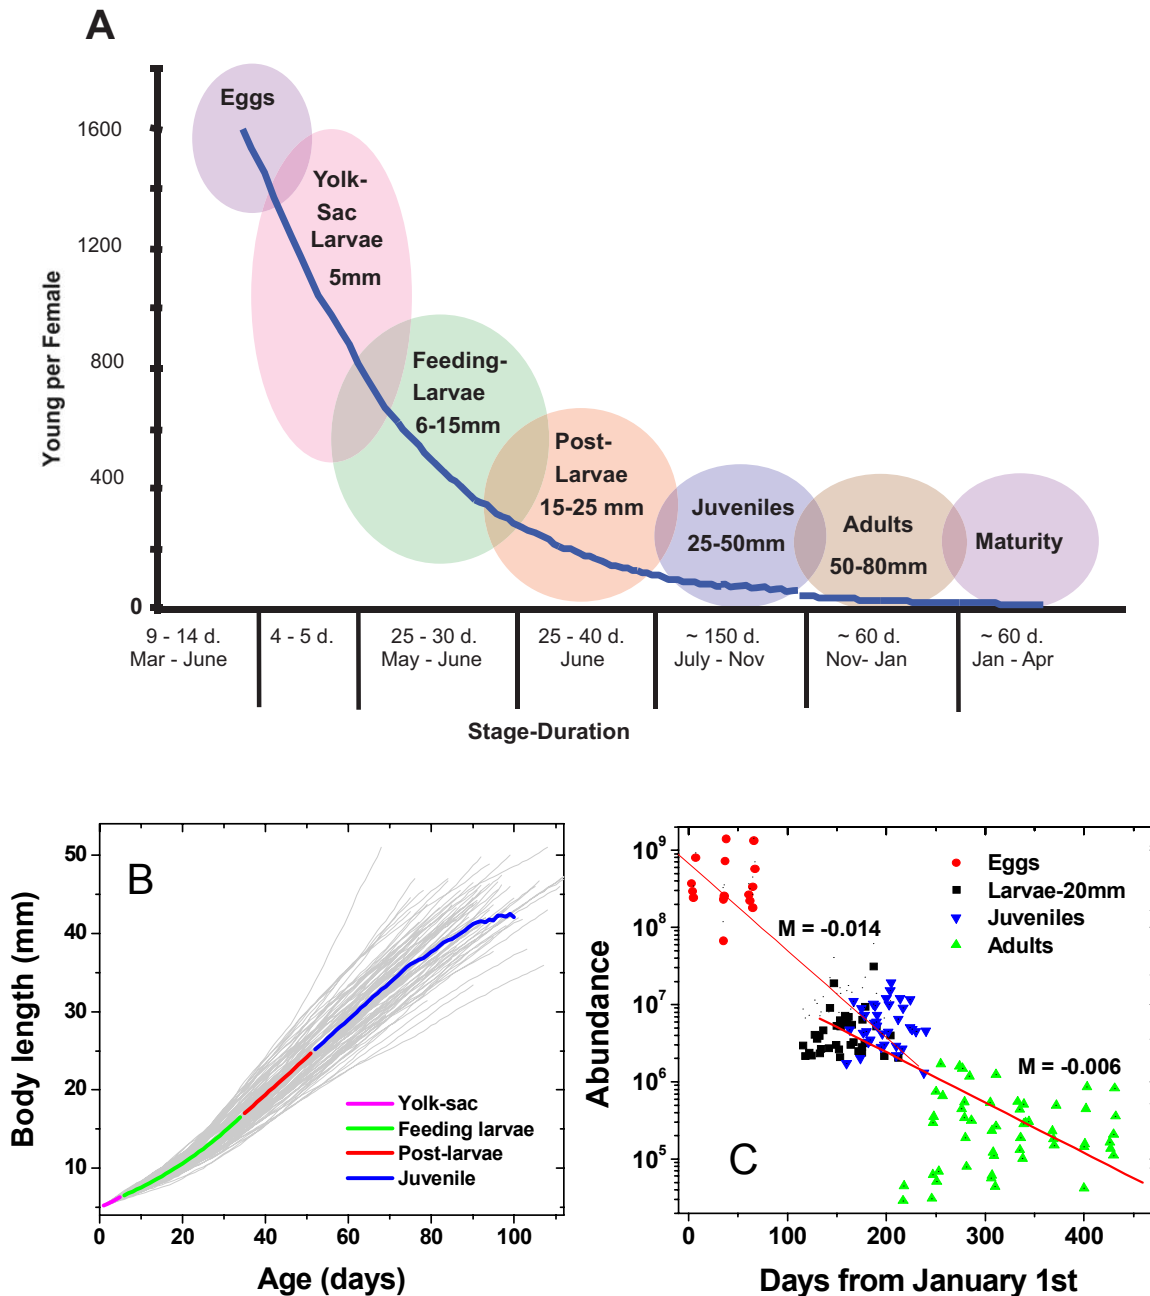 A
Young per Female
1600
1200
800
400
0
Eggs
Yolk-
Sac
Larvae
5mm
Feeding-
Larvae
6-15mm
Post-
Larvae
15-25 mm
Juveniles
25-50mm
Adults
50-80mm
Maturity
9 - 14 d.
Mar - June
4 - 5 d.
25 - 30 d.
May - June
25 - 40 d.
June
~ 150 d.
July - Nov
~ 60 d.
Nov- Jan
~ 60 d.
Jan - Apr
Stage-Duration
B
Body length (mm)
50
40
30
20
10
Yolk-sac
Feeding larvae
Post-larvae
Juvenile
0 20 40 60 80 100
Age (days)
C
Abundance
10⁹
10⁸
10⁷
10⁶
10⁵
Eggs
Larvae-20mm
Juveniles
Adults
M = -0.014
M = -0.006
0 100 200 300 400
Days from January 1st